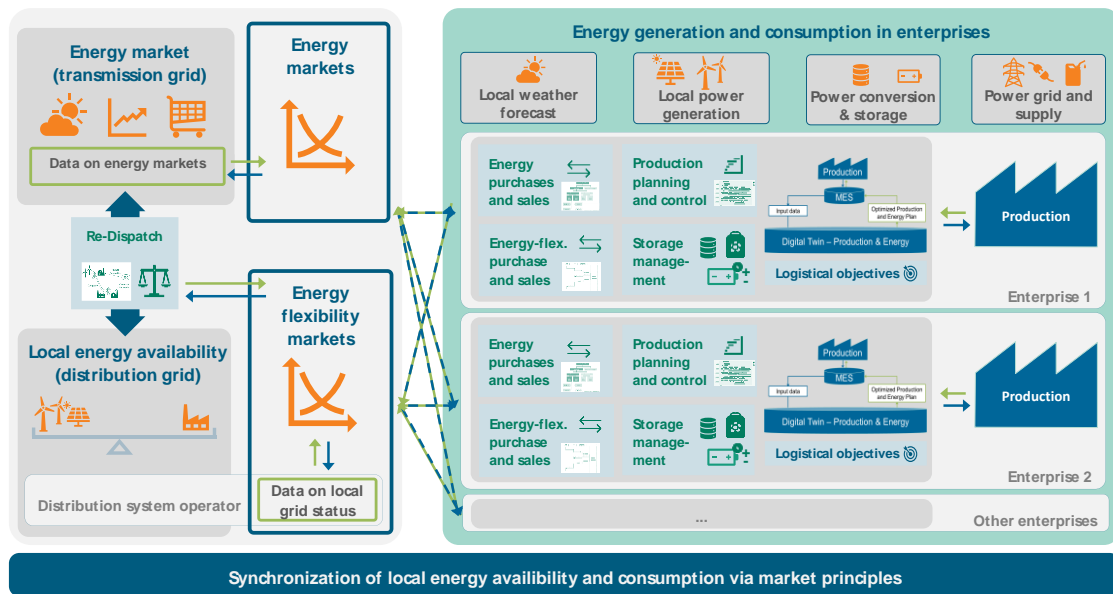 Energy market
(transmission grid)
Data on energy markets
Re-Dispatch
Local energy availability
(distribution grid)
Distribution system operator
Energy
markets
Energy
flexibility
markets
Data on local
grid status
Energy generation and consumption in enterprises
Local weather
forecast
Local power
generation
Power conversion
& storage
Power grid and
supply
Energy
purchases
and sales
Production
planning
and control
Energy-flex.
purchase
and sales
Storage
manage-
ment
Production
MES
Input data
Optimized Production
and Energy Plan
Digital Twin – Production & Energy
Logistical objectives
Production
Enterprise 1
Energy
purchases
and sales
Production
planning
and control
Energy-flex.
purchase
and sales
Storage
manage-
ment
Production
MES
Input data
Optimized Production
and Energy Plan
Digital Twin – Production & Energy
Logistical objectives
Production
Enterprise 2
...
Other enterprises
Synchronization of local energy availibility and consumption via market principles